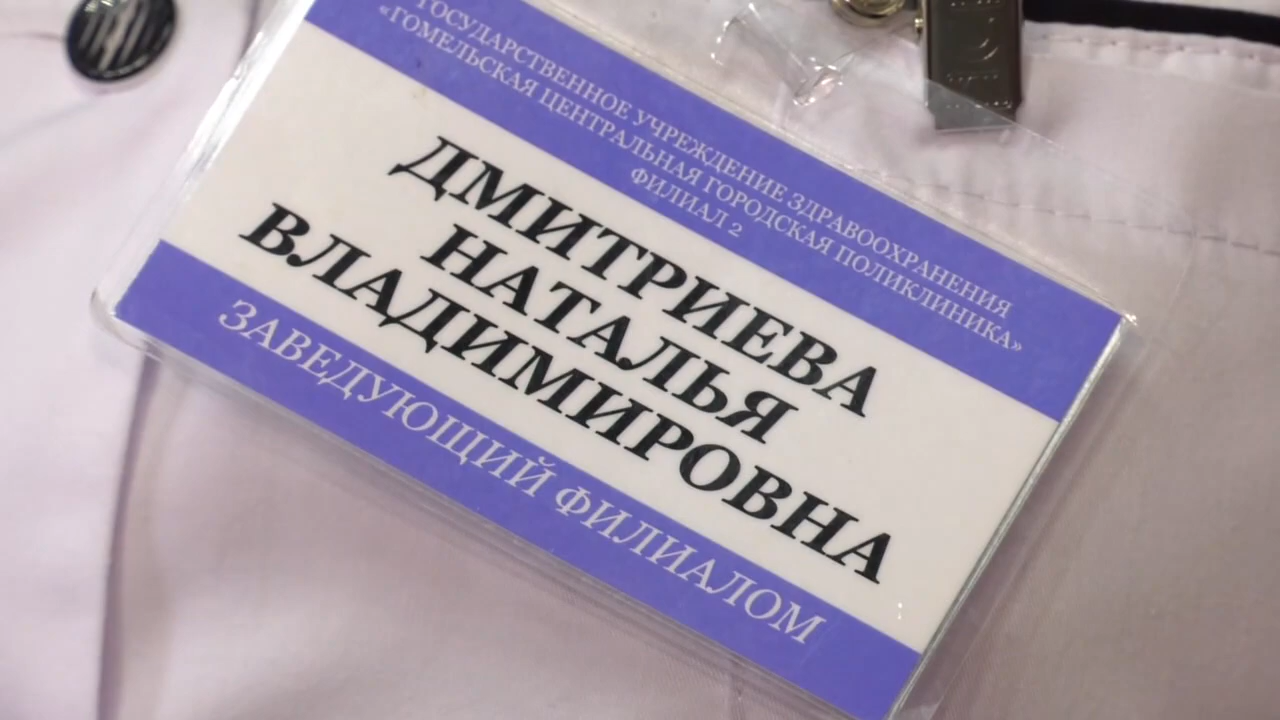 ГОСУДАРСТВЕННОЕ УЧРЕЖДЕНИЕ ЗДРАВООХРАНЕНИЯ
«ГОМЕЛЬСКАЯ ЦЕНТРАЛЬНАЯ ГОРОДСКАЯ ПОЛИКЛИНИКА»
ФИЛИАЛ 2
ДМИТРИЕВА
НАТАЛЬЯ
ВЛАДИМИРОВНА
ЗАВЕДУЮЩИЙ ФИЛИАЛОМ